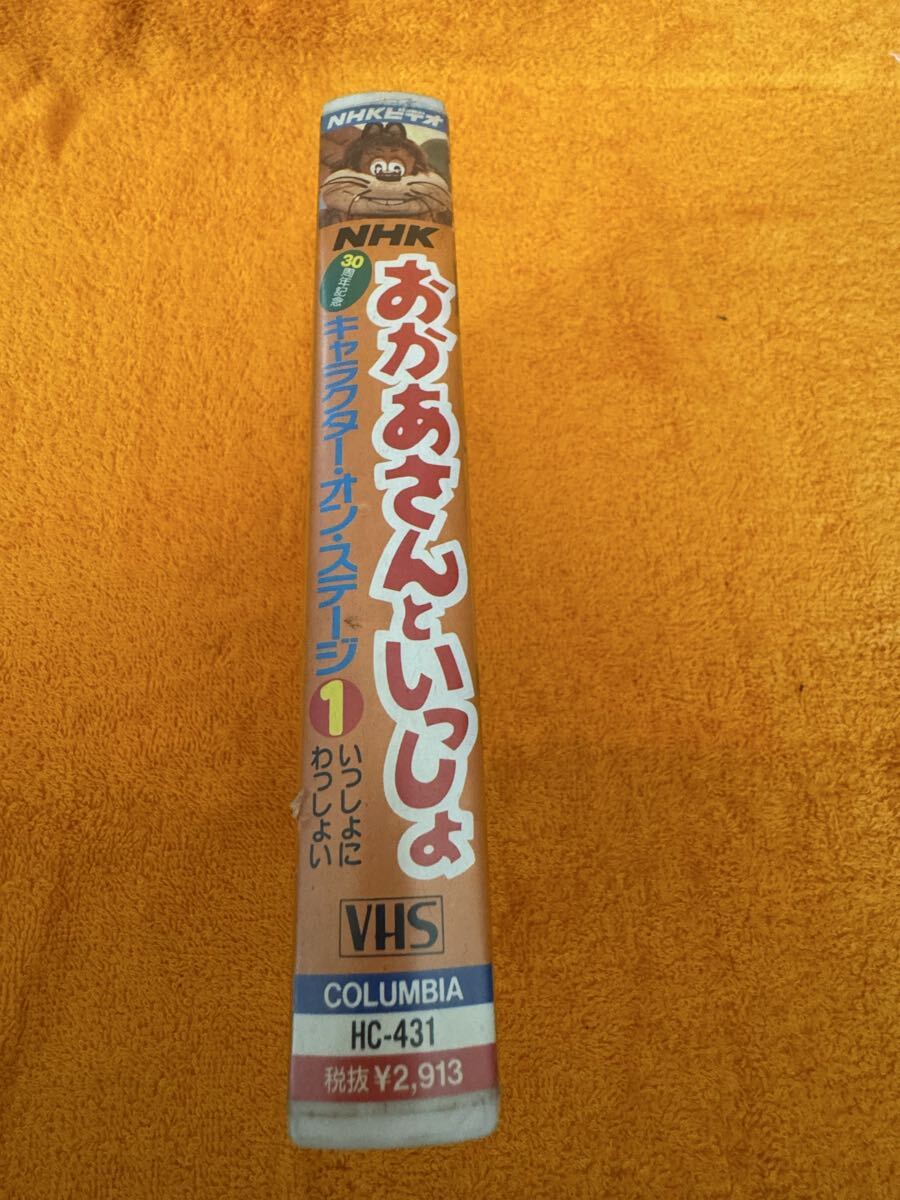 NHKビデオ
NHK
おかあさんといっしょ
30
周年記念
キャラクター・オン・ステージ
1
いっしょに
わっしょい
VHS
COLUMBIA
HC-431
税抜¥2,913